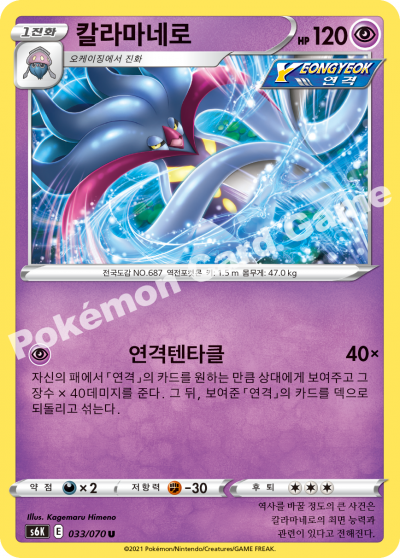 1진화
칼라마네로
HP 120
오케이징에서 진화
YEONGYEOK
연격
전국도감 NO.687 역전포켓몬 키: 1.5 m 몸무게: 47.0 kg
Pokémon Card Game
연격텐타클 40×
자신의 패에서 「연격」의 카드를 원하는 만큼 상대에게 보여주고 그
장수 × 40데미지를 준다. 그 뒤, 보여준 「연격」의 카드를 덱으로
되돌리고 섞는다.
약점 ×2 저항력 -30 후퇴
Illus. Kagemaru Himeno
s6K E 033/070 U
역사를 바꿀 정도의 큰 사건은
칼라마네로의 최면 능력과
관련이 있다고 전해진다.
©2021 Pokémon/Nintendo/Creatures/GAME FREAK.